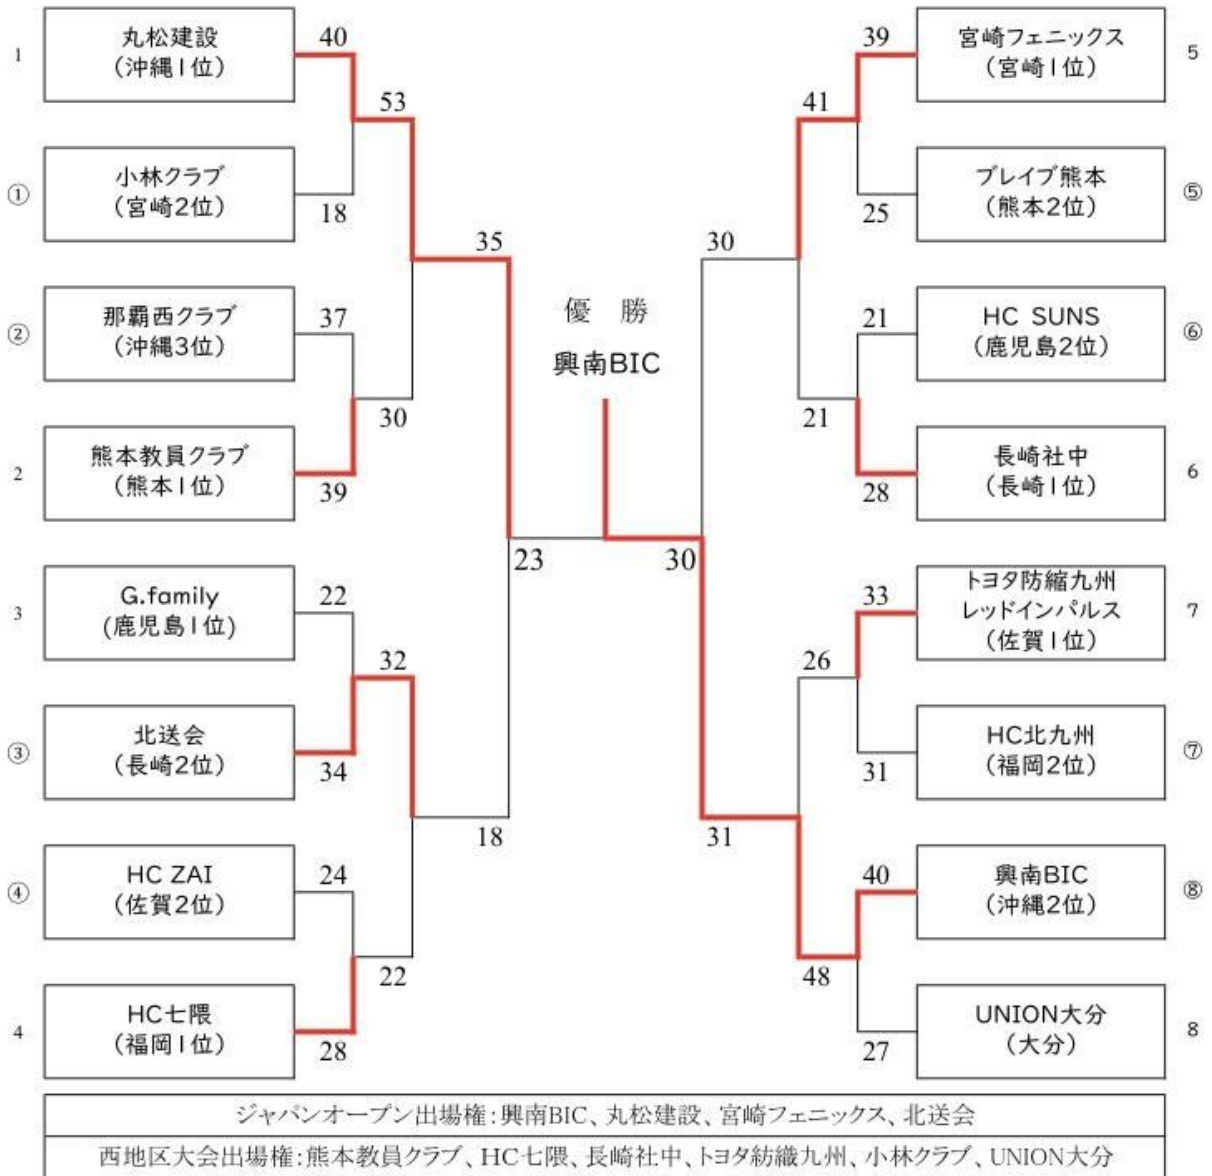 1
丸松建設
(沖縄1位)
40
53
①
小林クラブ
(宮崎2位)
18
35
②
那覇西クラブ
(沖縄3位)
37
30
2
熊本教員クラブ
(熊本1位)
39
23
3
G.family
(鹿児島1位)
22
32
③
北送会
(長崎2位)
34
18
④
HC ZAI
(佐賀2位)
24
22
4
HC七隈
(福岡1位)
28
優 勝
興南BIC
39
宮崎フェニックス
(宮崎1位)
5
41
25
ブレイブ熊本
(熊本2位)
⑤
30
21
HC SUNS
(鹿児島2位)
⑥
21
28
長崎社中
(長崎1位)
6
30
33
トヨタ防縮九州
レッドインパルス
(佐賀1位)
7
26
31
HC北九州
(福岡2位)
⑦
31
40
興南BIC
(沖縄2位)
⑧
48
27
UNION大分
(大分)
8
ジャパンオープン出場権:興南BIC、丸松建設、宮崎フェニックス、北送会
西地区大会出場権:熊本教員クラブ、HC七隈、長崎社中、トヨタ紡織九州、小林クラブ、UNION大分